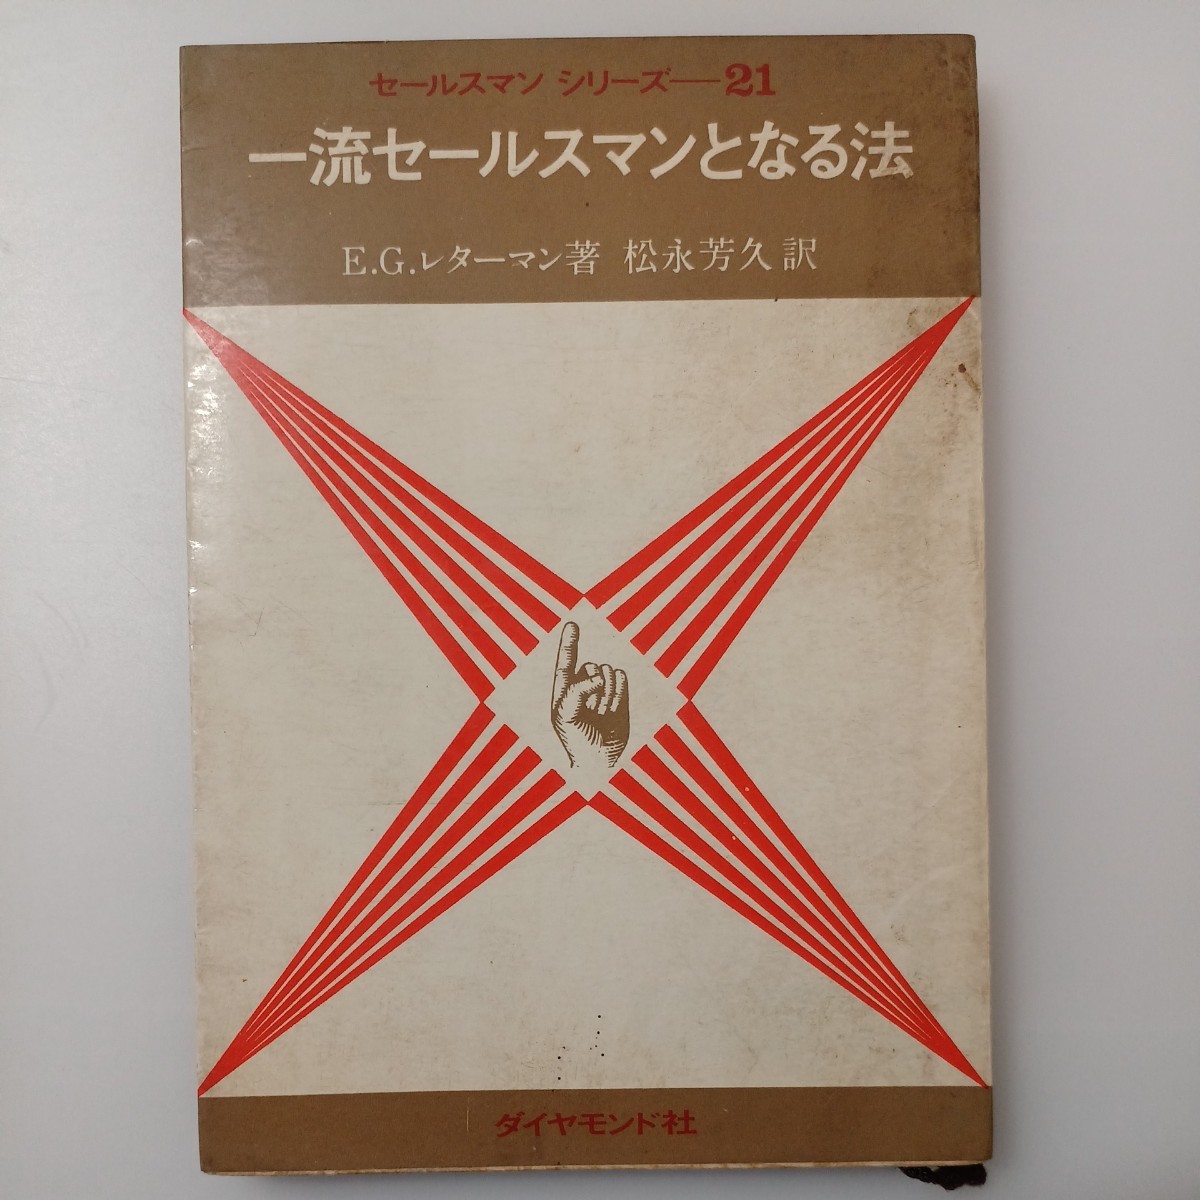 セールスマン シリーズ―21
一流セールスマンとなる法
E.G.レターマン著 松永芳久訳
ダイヤモンド社